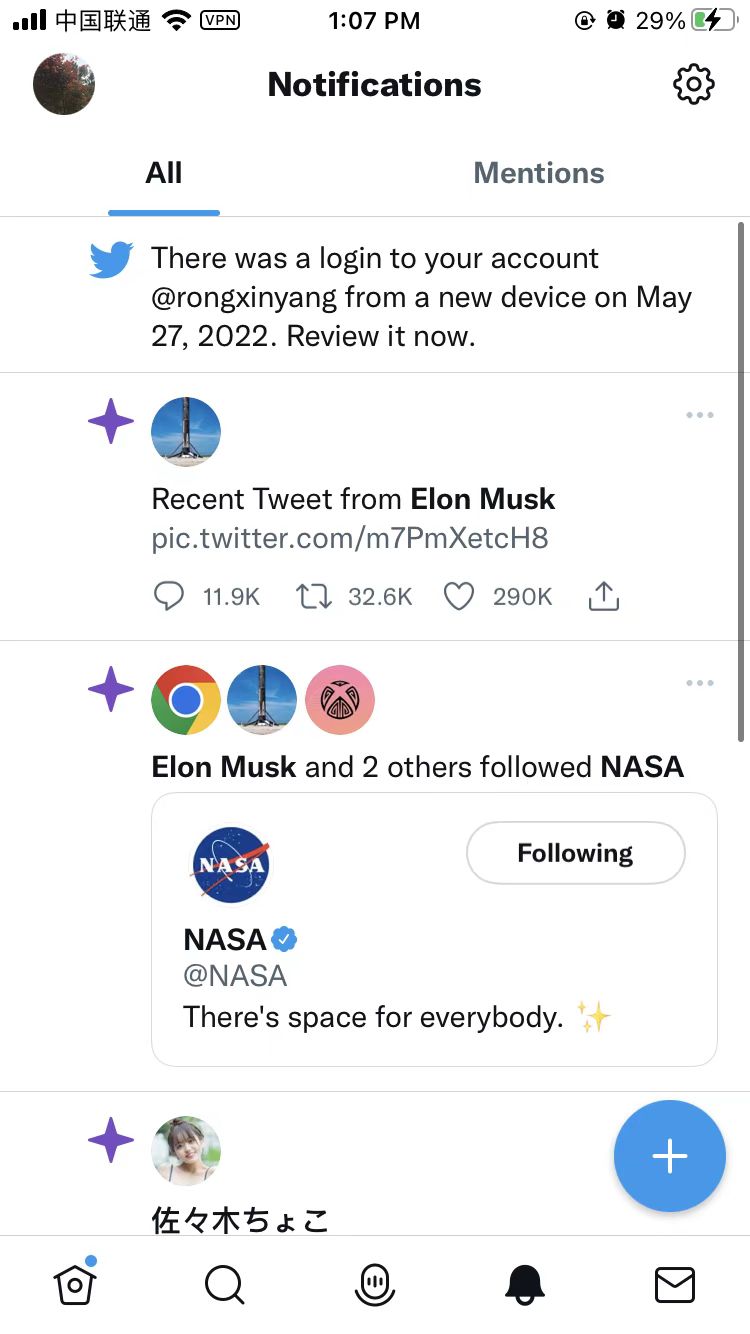 中国联通 VPN 1:07 PM 29%
Notifications
All Mentions
There was a login to your account
@rongxinyang from a new device on May
27, 2022. Review it now.
Recent Tweet from Elon Musk
pic.twitter.com/m7PmXetcH8
11.9K 32.6K 290K
Elon Musk and 2 others followed NASA
NASA
Following
NASA
@NASA
There's space for everybody. ✨
佐々木ちょこ